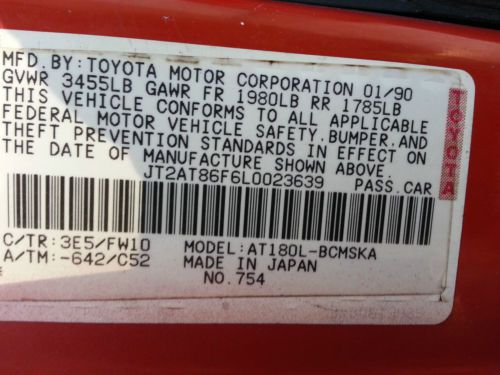 MFD. BY: TOYOTA MOTOR CORPORATION 01/90
GVWR 3455LB GAWR FR 1980LB RR 1785LB
THIS VEHICLE CONFORMS TO ALL APPLICABLE
FEDERAL MOTOR VEHICLE SAFETY, BUMPER, AND
THEFT PREVENTION STANDARDS IN EFFECT ON
THE DATE OF MANUFACTURE SHOWN ABOVE.
JT2AT86F6L0023639 PASS. CAR
TOYOTA
C/TR: 3E5/FW10 MODEL: AT180L-BCMSKA
A/TM: -642/C52 MADE IN JAPAN
NO. 754